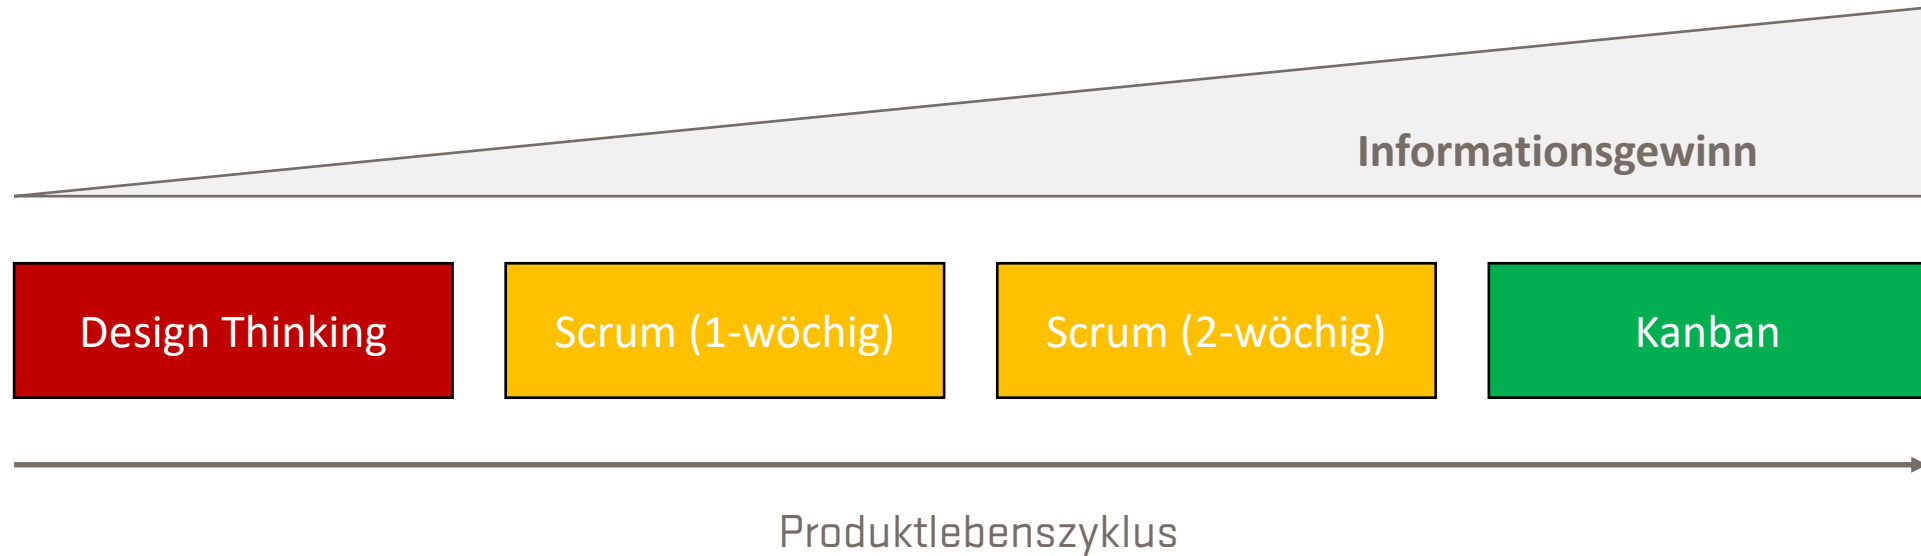 Informationsgewinn
Design Thinking
Scrum (1-wöchig)
Scrum (2-wöchig)
Kanban
Produktlebenszyklus